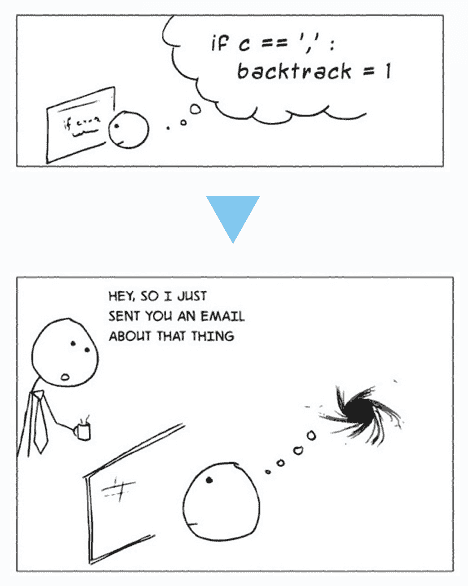 if c == ',' :
backtrack = 1
HEY, SO I JUST
SENT YOU AN EMAIL
ABOUT THAT THING